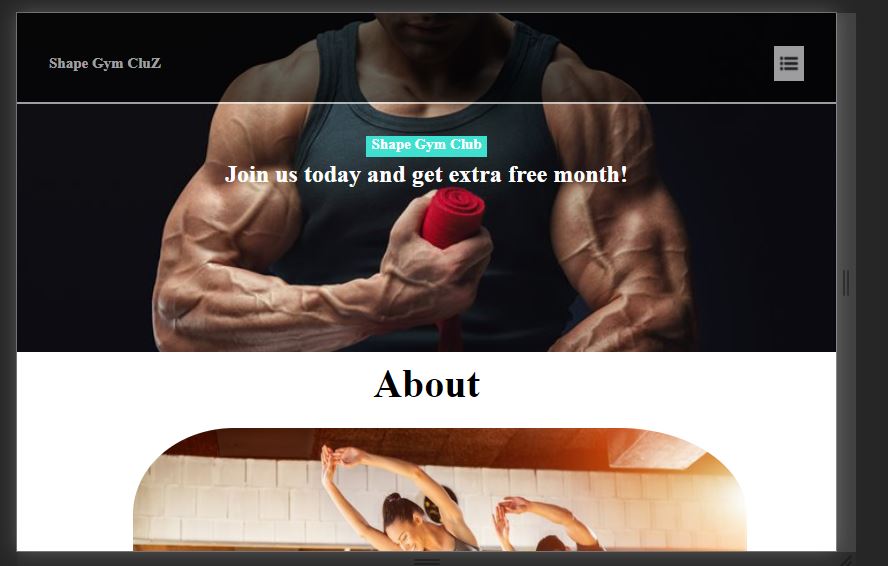 Shape Gym CluZ
Shape Gym Club
Join us today and get extra free month!
About